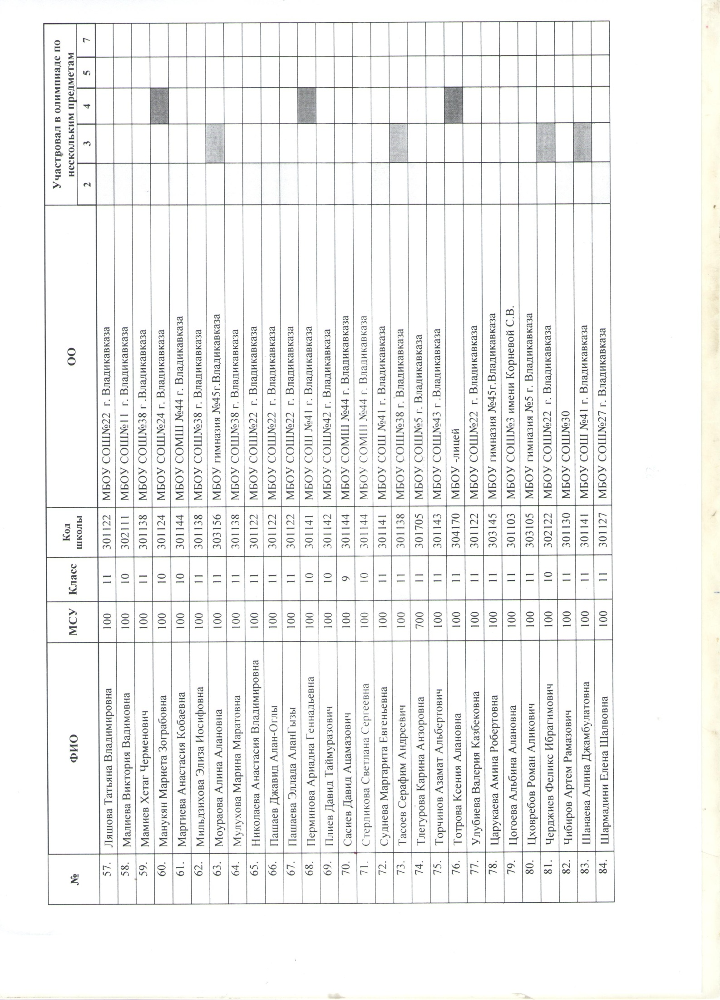 № ФИО МСУ Класс Код школы ОО Участвовал в олимпиаде по нескольким предметам
2 3 4 5 7
57. Ляшова Татьяна Владимировна 100 11 301122 МБОУ СОШ№22 г. Владикавказа
58. Малиева Виктория Вадимовна 100 10 302111 МБОУ СОШ№11 г. Владикавказа
59. Мамиев Хетаг Черменович 100 11 301138 МБОУ СОШ№38 г .Владикавказа
60. Манукян Мариета Зограбовна 100 10 301124 МБОУ СОШ№24 г. Владикавказа
61. Маргиева Анастасия Кобаевна 100 10 301144 МБОУ СОМШ №44 г. Владикавказа
62. Мильдзихова Элиза Иосифовна 100 11 301138 МБОУ СОШ№38 г. Владикавказа
63. Моураова Алина Алановна 100 11 303156 МБОУ гимназия №45г.Владикавказа
64. Мулухова Марина Маратовна 100 11 301138 МБОУ СОШ№38 г. Владикавказа
65. Николаева Анастасия Владимировна 100 11 301122 МБОУ СОШ№22 г. Владикавказа
66. Пашаев Джавид Алан-Оглы 100 11 301122 МБОУ СОШ№22 г. Владикавказа
67. Пашаева Эллада АланГызы 100 11 301122 МБОУ СОШ№22 г. Владикавказа
68. Перминова Ариадна Геннадьевна 100 10 301141 МБОУ СОШ №41 г. Владикавказа
69. Плиев Давид Таймуразович 100 10 301142 МБОУ СОШ№42 г. Владикавказа
70. Сасиев Давид Ацамазович 100 9 301144 МБОУ СОМШ №44 г. Владикавказа
71. Стерликова Светлана Сергеевна 100 10 301144 МБОУ СОМШ №44 г. Владикавказа
72. Суднева Маргарита Евгеньевна 100 11 301141 МБОУ СОШ №41 г. Владикавказа
73. Тасоев Серафим Андреевич 100 11 301138 МБОУ СОШ№38 г. Владикавказа
74. Тлегурова Карина Анзоровна 700 11 301705 МБОУ СОШ№5 г. Владикавказа
75. Торчинов Азамат Альбертович 100 11 301143 МБОУ СОШ№43 г .Владикавказа
76. Тотрова Ксения Алановна 100 11 304170 МБОУ -лицей
77. Улубиева Валерия Казбековна 100 11 301122 МБОУ СОШ№22 г. Владикавказа
78. Царукаева Амина Робертовна 100 11 303145 МБОУ гимназия №45г.Владикавказа
79. Цогоева Альбина Алановна 100 11 301103 МБОУ СОШ№3 имени Корневой С.В.
80. Цховребов Роман Аликович 100 11 303105 МБОУ гимназия №5 г. Владикавказа
81. Черджиев Феликс Ибрагимович 100 10 302122 МБОУ СОШ№22 г. Владикавказа
82. Чибиров Артем Рамазович 100 11 301130 МБОУ СОШ№30
83. Шанаева Алина Джамбулатовна 100 11 301141 МБОУ СОШ №41 г. Владикавказа
84. Шармадини Елена Шалвовна 100 11 301127 МБОУ СОШ№27 г. Владикавказа